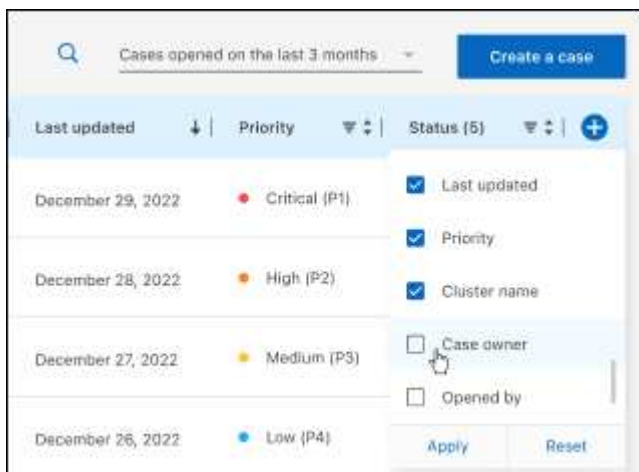 Cases opened on the last 3 months
Create a case
Last updated Priority Status (5)
December 29, 2022 Critical (P1)
Last updated
Priority
December 28, 2022 High (P2)
Cluster name
December 27, 2022 Medium (P3)
Case owner
Opened by
December 26, 2022 Low (P4)
Apply Reset